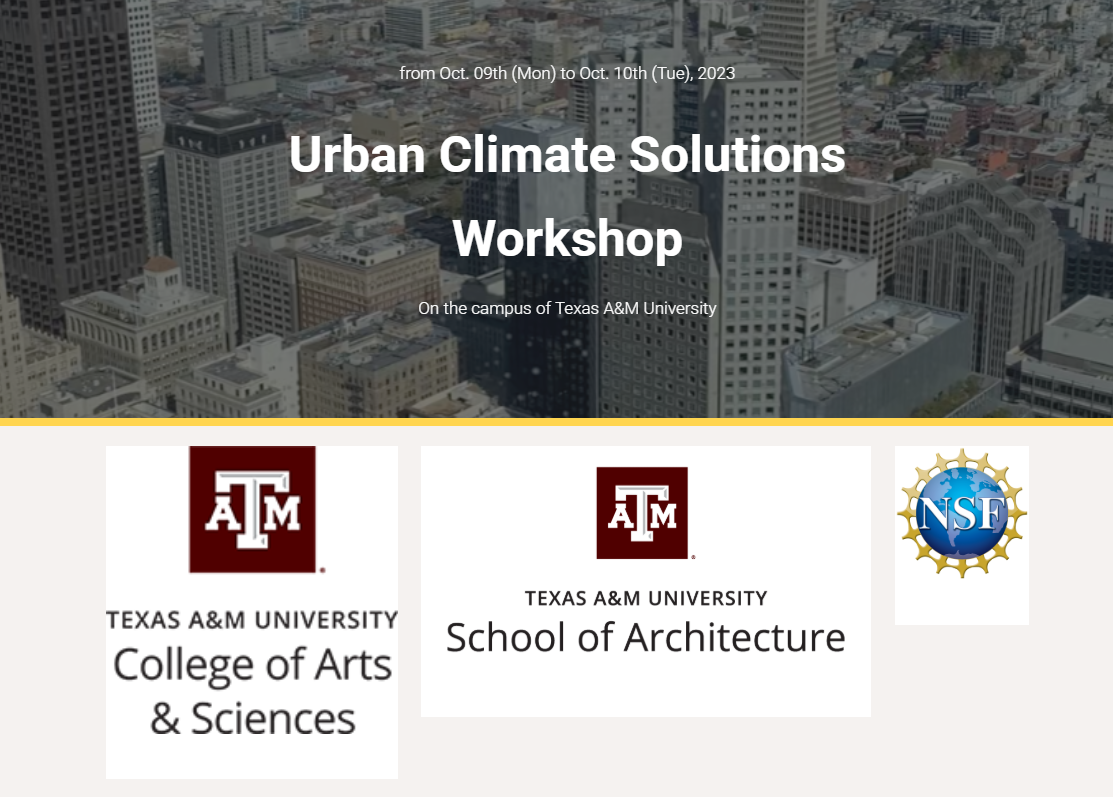 from Oct. 09th (Mon) to Oct. 10th (Tue), 2023
Urban Climate Solutions
Workshop
On the campus of Texas A&M University
ATM
TEXAS A&M UNIVERSITY
College of Arts
& Sciences
ATM
TEXAS A&M UNIVERSITY
School of Architecture
NSF